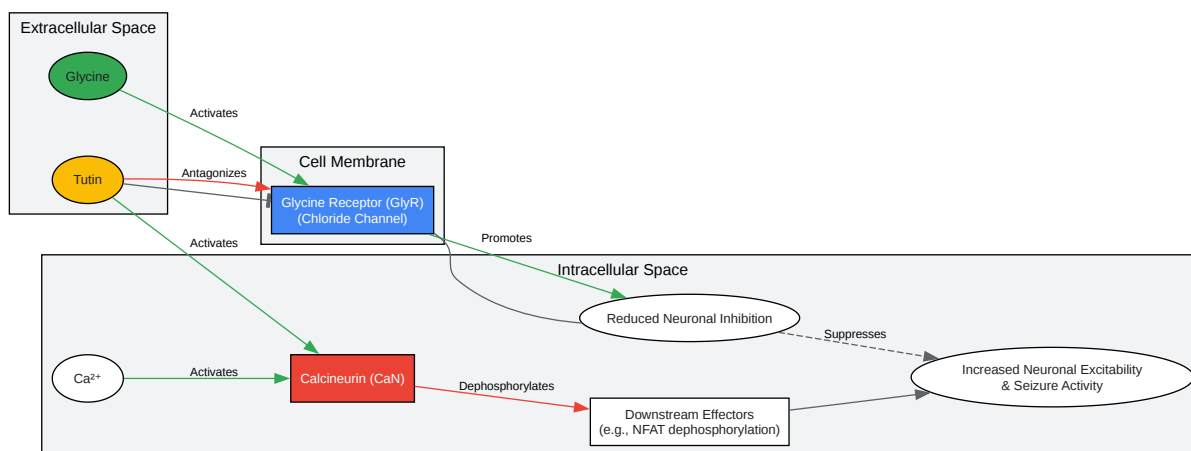 Extracellular Space
Glycine
Activates
Tutin
Antagonizes
Cell Membrane
Glycine Receptor (GlyR)
(Chloride Channel)
Activates
Promotes
Intracellular Space
Reduced Neuronal Inhibition
Suppresses
Ca²⁺
Activates
Calcineurin (CaN)
Dephosphorylates
Increased Neuronal Excitability
& Seizure Activity
Downstream Effectors
(e.g., NFAT dephosphorylation)